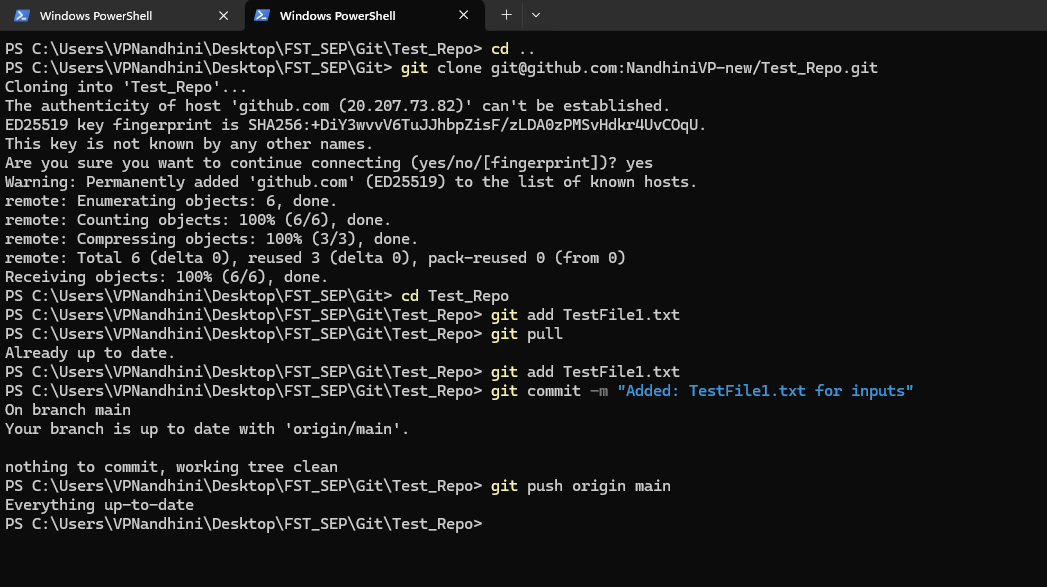 Windows PowerShell
Windows PowerShell
PS C:\Users\VPNandhini\Desktop\FST_SEP\Git\Test_Repo> cd ..
PS C:\Users\VPNandhini\Desktop\FST_SEP\Git> git clone git@github.com:NandhiniVP-new/Test_Repo.git
Cloning into 'Test_Repo'...
The authenticity of host 'github.com (20.207.73.82)' can't be established.
ED25519 key fingerprint is SHA256:+DiY3wvvV6TuJJhbpZisF/zLDA0zPMSvHdkr4UvCOqU.
This key is not known by any other names.
Are you sure you want to continue connecting (yes/no/[fingerprint])? yes
Warning: Permanently added 'github.com' (ED25519) to the list of known hosts.
remote: Enumerating objects: 6, done.
remote: Counting objects: 100% (6/6), done.
remote: Compressing objects: 100% (3/3), done.
remote: Total 6 (delta 0), reused 3 (delta 0), pack-reused 0 (from 0)
Receiving objects: 100% (6/6), done.
PS C:\Users\VPNandhini\Desktop\FST_SEP\Git> cd Test_Repo
PS C:\Users\VPNandhini\Desktop\FST_SEP\Git\Test_Repo> git add TestFile1.txt
PS C:\Users\VPNandhini\Desktop\FST_SEP\Git\Test_Repo> git pull
Already up to date.
PS C:\Users\VPNandhini\Desktop\FST_SEP\Git\Test_Repo> git add TestFile1.txt
PS C:\Users\VPNandhini\Desktop\FST_SEP\Git\Test_Repo> git commit -m "Added: TestFile1.txt for inputs"
On branch main
Your branch is up to date with 'origin/main'.
nothing to commit, working tree clean
PS C:\Users\VPNandhini\Desktop\FST_SEP\Git\Test_Repo> git push origin main
Everything up-to-date
PS C:\Users\VPNandhini\Desktop\FST_SEP\Git\Test_Repo>